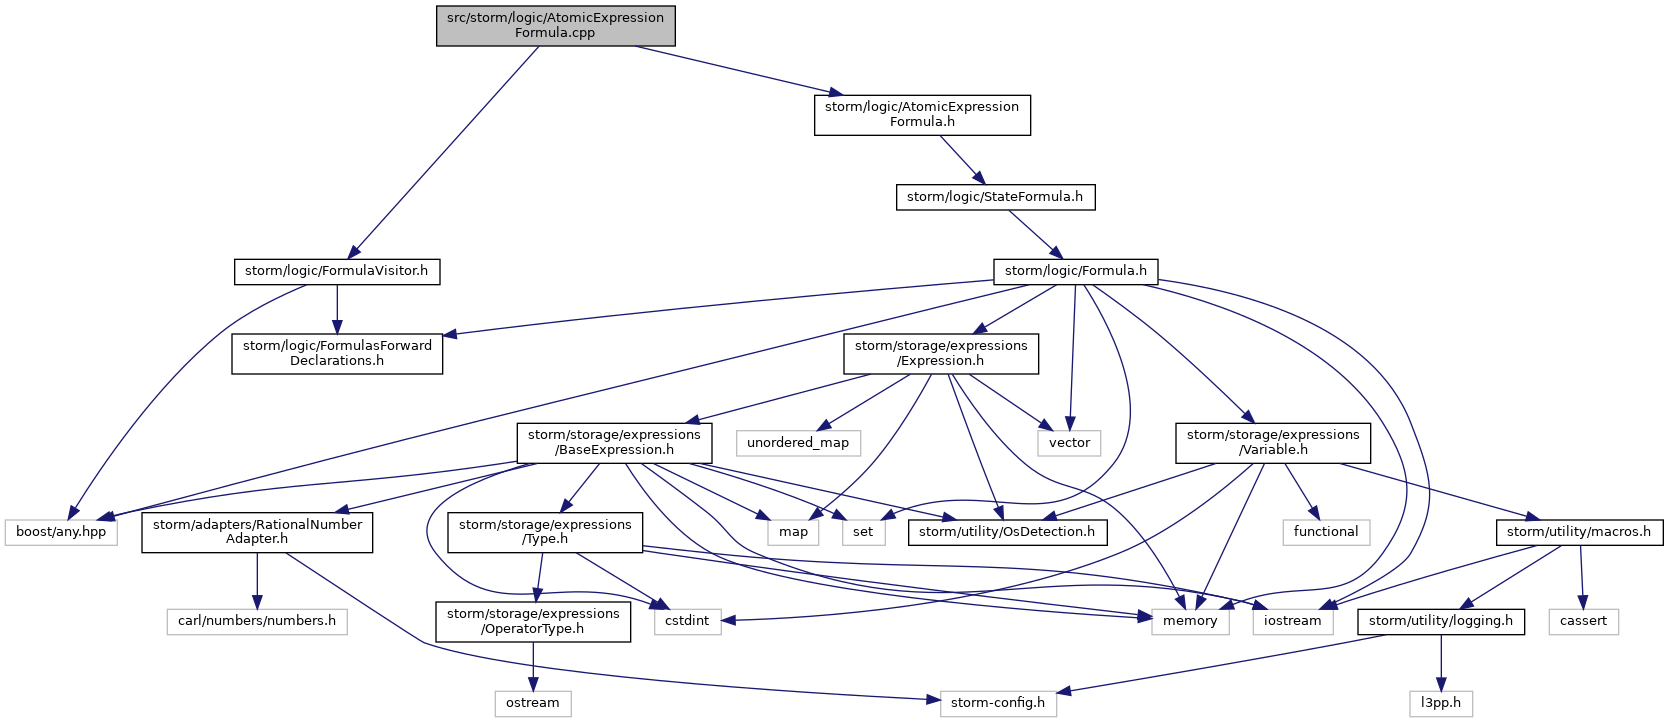 src/storm/logic/AtomicExpression
Formula.cpp
storm/logic/AtomicExpression
Formula.h
storm/logic/StateFormula.h
storm/logic/FormulaVisitor.h
storm/logic/Formula.h
storm/logic/FormulasForward
Declarations.h
storm/storage/expressions
/Expression.h
storm/storage/expressions
/BaseExpression.h
unordered_map
vector
storm/storage/expressions
/Variable.h
boost/any.hpp
storm/adapters/RationalNumber
Adapter.h
storm/storage/expressions
/Type.h
map
set
storm/utility/OsDetection.h
functional
storm/utility/macros.h
carl/numbers/numbers.h
storm/storage/expressions
/OperatorType.h
cstdint
memory
iostream
storm/utility/logging.h
cassert
ostream
storm-config.h
l3pp.h